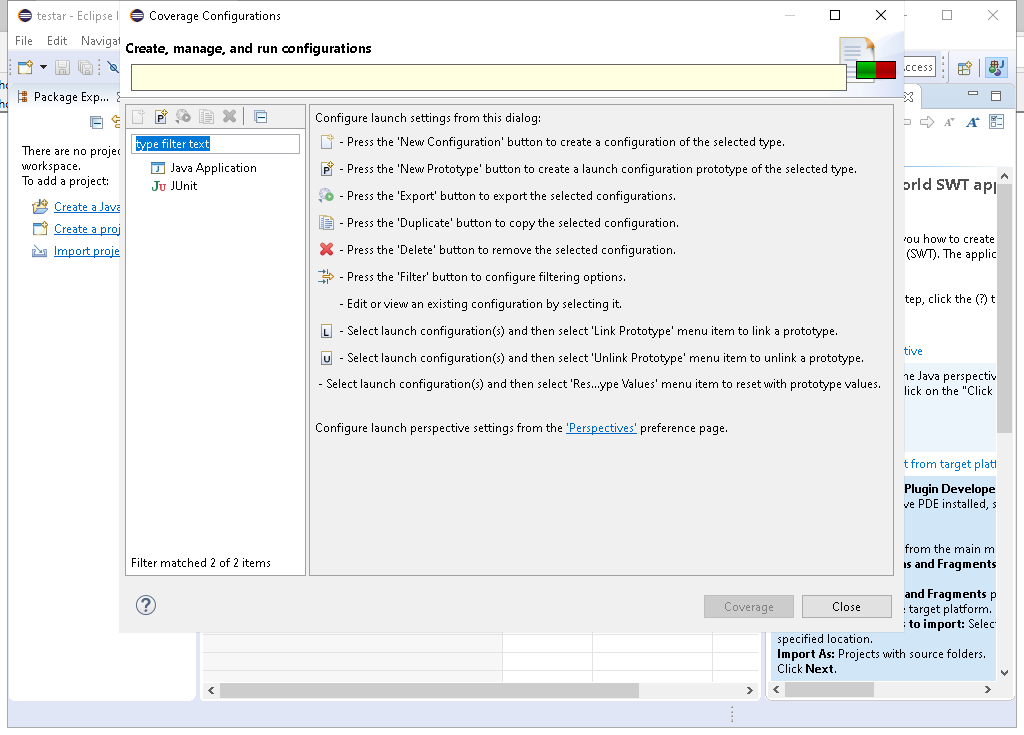 testar - Eclipse I
Coverage Configurations
File Edit Navigat
Create, manage, and run configurations
ccess
Package Exp...
type filter text
Java Application
JUnit
Filter matched 2 of 2 items
There are no projec
workspace.
To add a project:
Create a Java
Create a proj
Import proje
Configure launch settings from this dialog:
- Press the 'New Configuration' button to create a configuration of the selected type.
P - Press the 'New Prototype' button to create a launch configuration prototype of the selected type.
- Press the 'Export' button to export the selected configurations.
- Press the 'Duplicate' button to copy the selected configuration.
- Press the 'Delete' button to remove the selected configuration.
- Press the 'Filter' button to configure filtering options.
- Edit or view an existing configuration by selecting it.
L - Select launch configuration(s) and then select 'Link Prototype' menu item to link a prototype.
U - Select launch configuration(s) and then select 'Unlink Prototype' menu item to unlink a prototype.
- Select launch configuration(s) and then select 'Res...ype Values' menu item to reset with prototype values.
Configure launch perspective settings from the 'Perspectives' preference page.
Coverage
Close
orld SWT app
you how to create
(SWT). The applic
tep, click the (?) t
tive
he Java perspectiv
lick on the "Click
t from target platf
Plugin Develope
ve PDE installed, s
from the main m
ns and Fragments
and Fragments p
target platform.
s to import: Select
specified location.
Import As: Projects with source folders.
Click Next.